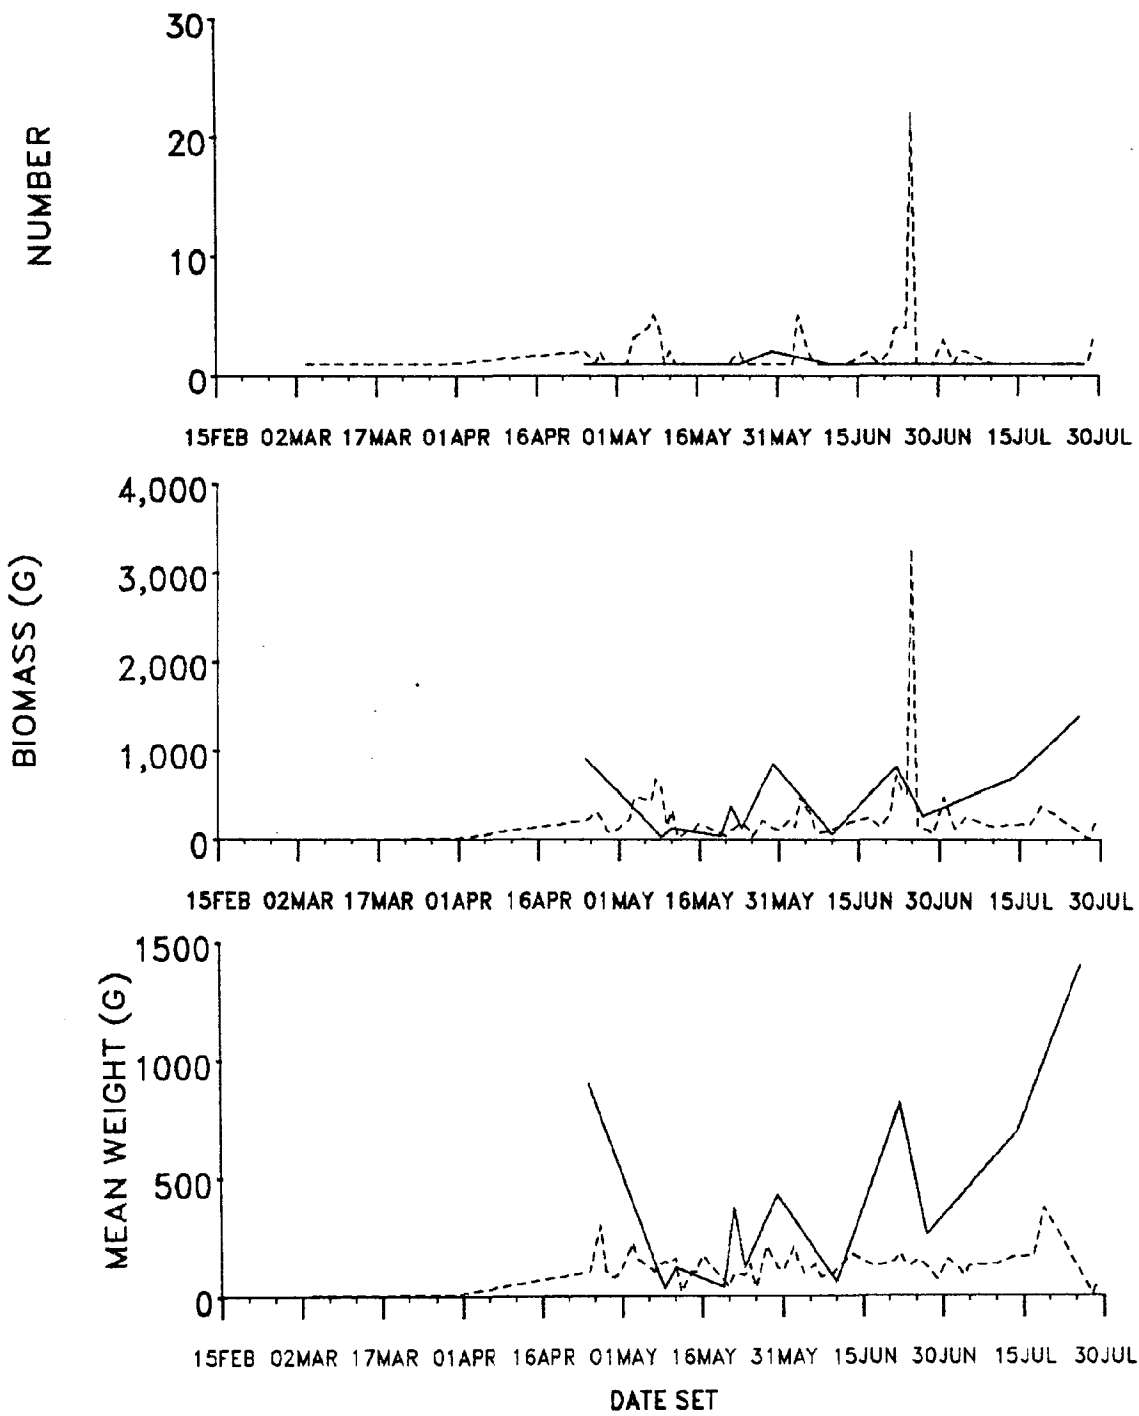 NUMBER
30
20
10
0
15FEB 02MAR 17MAR 01APR 16APR 01MAY 16MAY 31MAY 15JUN 30JUN 15JUL 30JUL
BIOMASS (G)
4,000
3,000
2,000
1,000
0
15FEB 02MAR 17MAR 01APR 16APR 01MAY 16MAY 31MAY 15JUN 30JUN 15JUL 30JUL
MEAN WEIGHT (G)
1500
1000
500
0
15FEB 02MAR 17MAR 01APR 16APR 01MAY 16MAY 31MAY 15JUN 30JUN 15JUL 30JUL
DATE SET